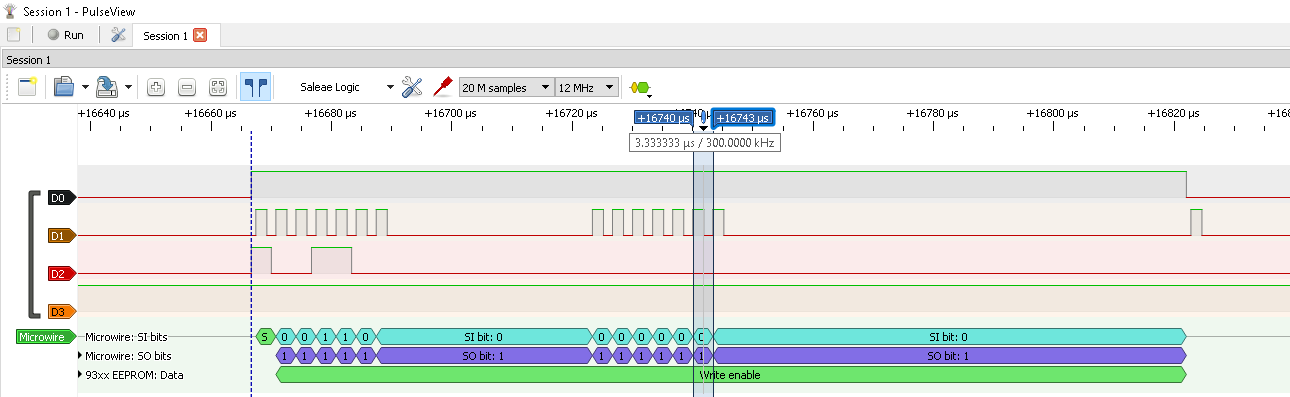 Session 1 - PulseView
Run
Session 1
Session 1
Saleae Logic
20 M samples
12 MHz
+16640 µs +16660 µs +16680 µs +16700 µs +16720 µs +16760 µs +16780 µs +16800 µs +16820 µs
+16740 µs +16743 µs
3.333333 µs / 300.0000 kHz
D0
D1
D2
D3
Microwire Microwire: SI bits S 0 0 1 1 0 SI bit: 0 0 0 0 0 0 0 SI bit: 0
Microwire: SO bits 1 1 1 1 1 SO bit: 1 1 1 1 1 1 1 SO bit: 1
93xx EEPROM: Data Write enable